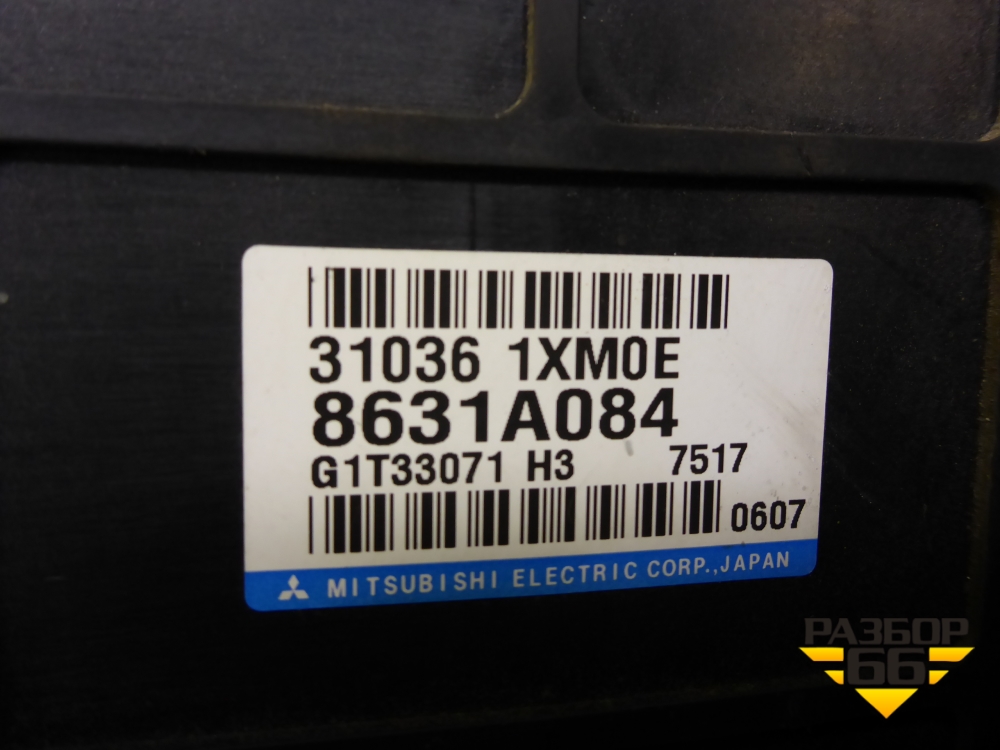 31036 1XM0E
8631A084
G1T33071 H3 7517
0607
MITSUBISHI ELECTRIC CORP.,JAPAN
РАЗБОР
66